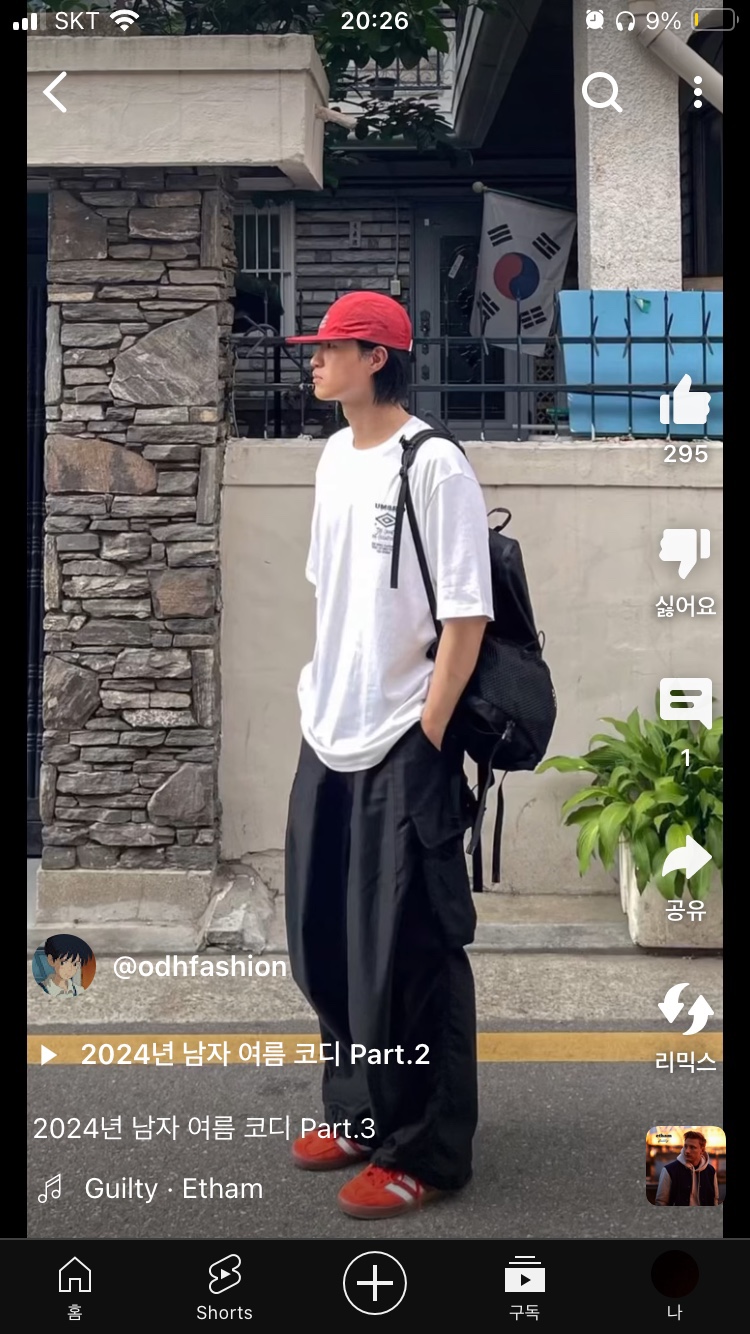 SKT 20:26 9%
UMBR
295
싫어요
1
공유
@odhfashion
리믹스
2024년 남자 여름 코디 Part.2
2024년 남자 여름 코디 Part.3
Guilty · Etham
etham
홈 Shorts 구독 나